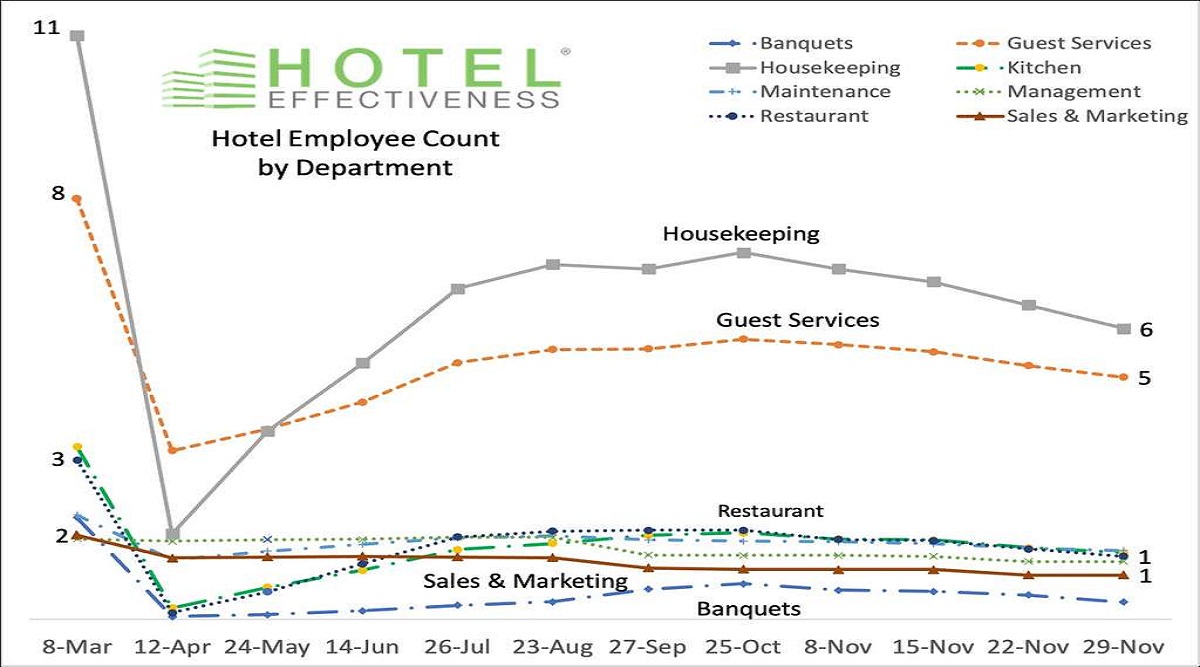 11
HOTEL®
EFFECTIVENESS
Hotel Employee Count
by Department
Banquets
Guest Services
Housekeeping
Kitchen
Maintenance
Management
Restaurant
Sales & Marketing
8
Housekeeping
Guest Services
6
5
3
Restaurant
2
Sales & Marketing
1
1
Banquets
8-Mar 12-Apr 24-May 14-Jun 26-Jul 23-Aug 27-Sep 25-Oct 8-Nov 15-Nov 22-Nov 29-Nov